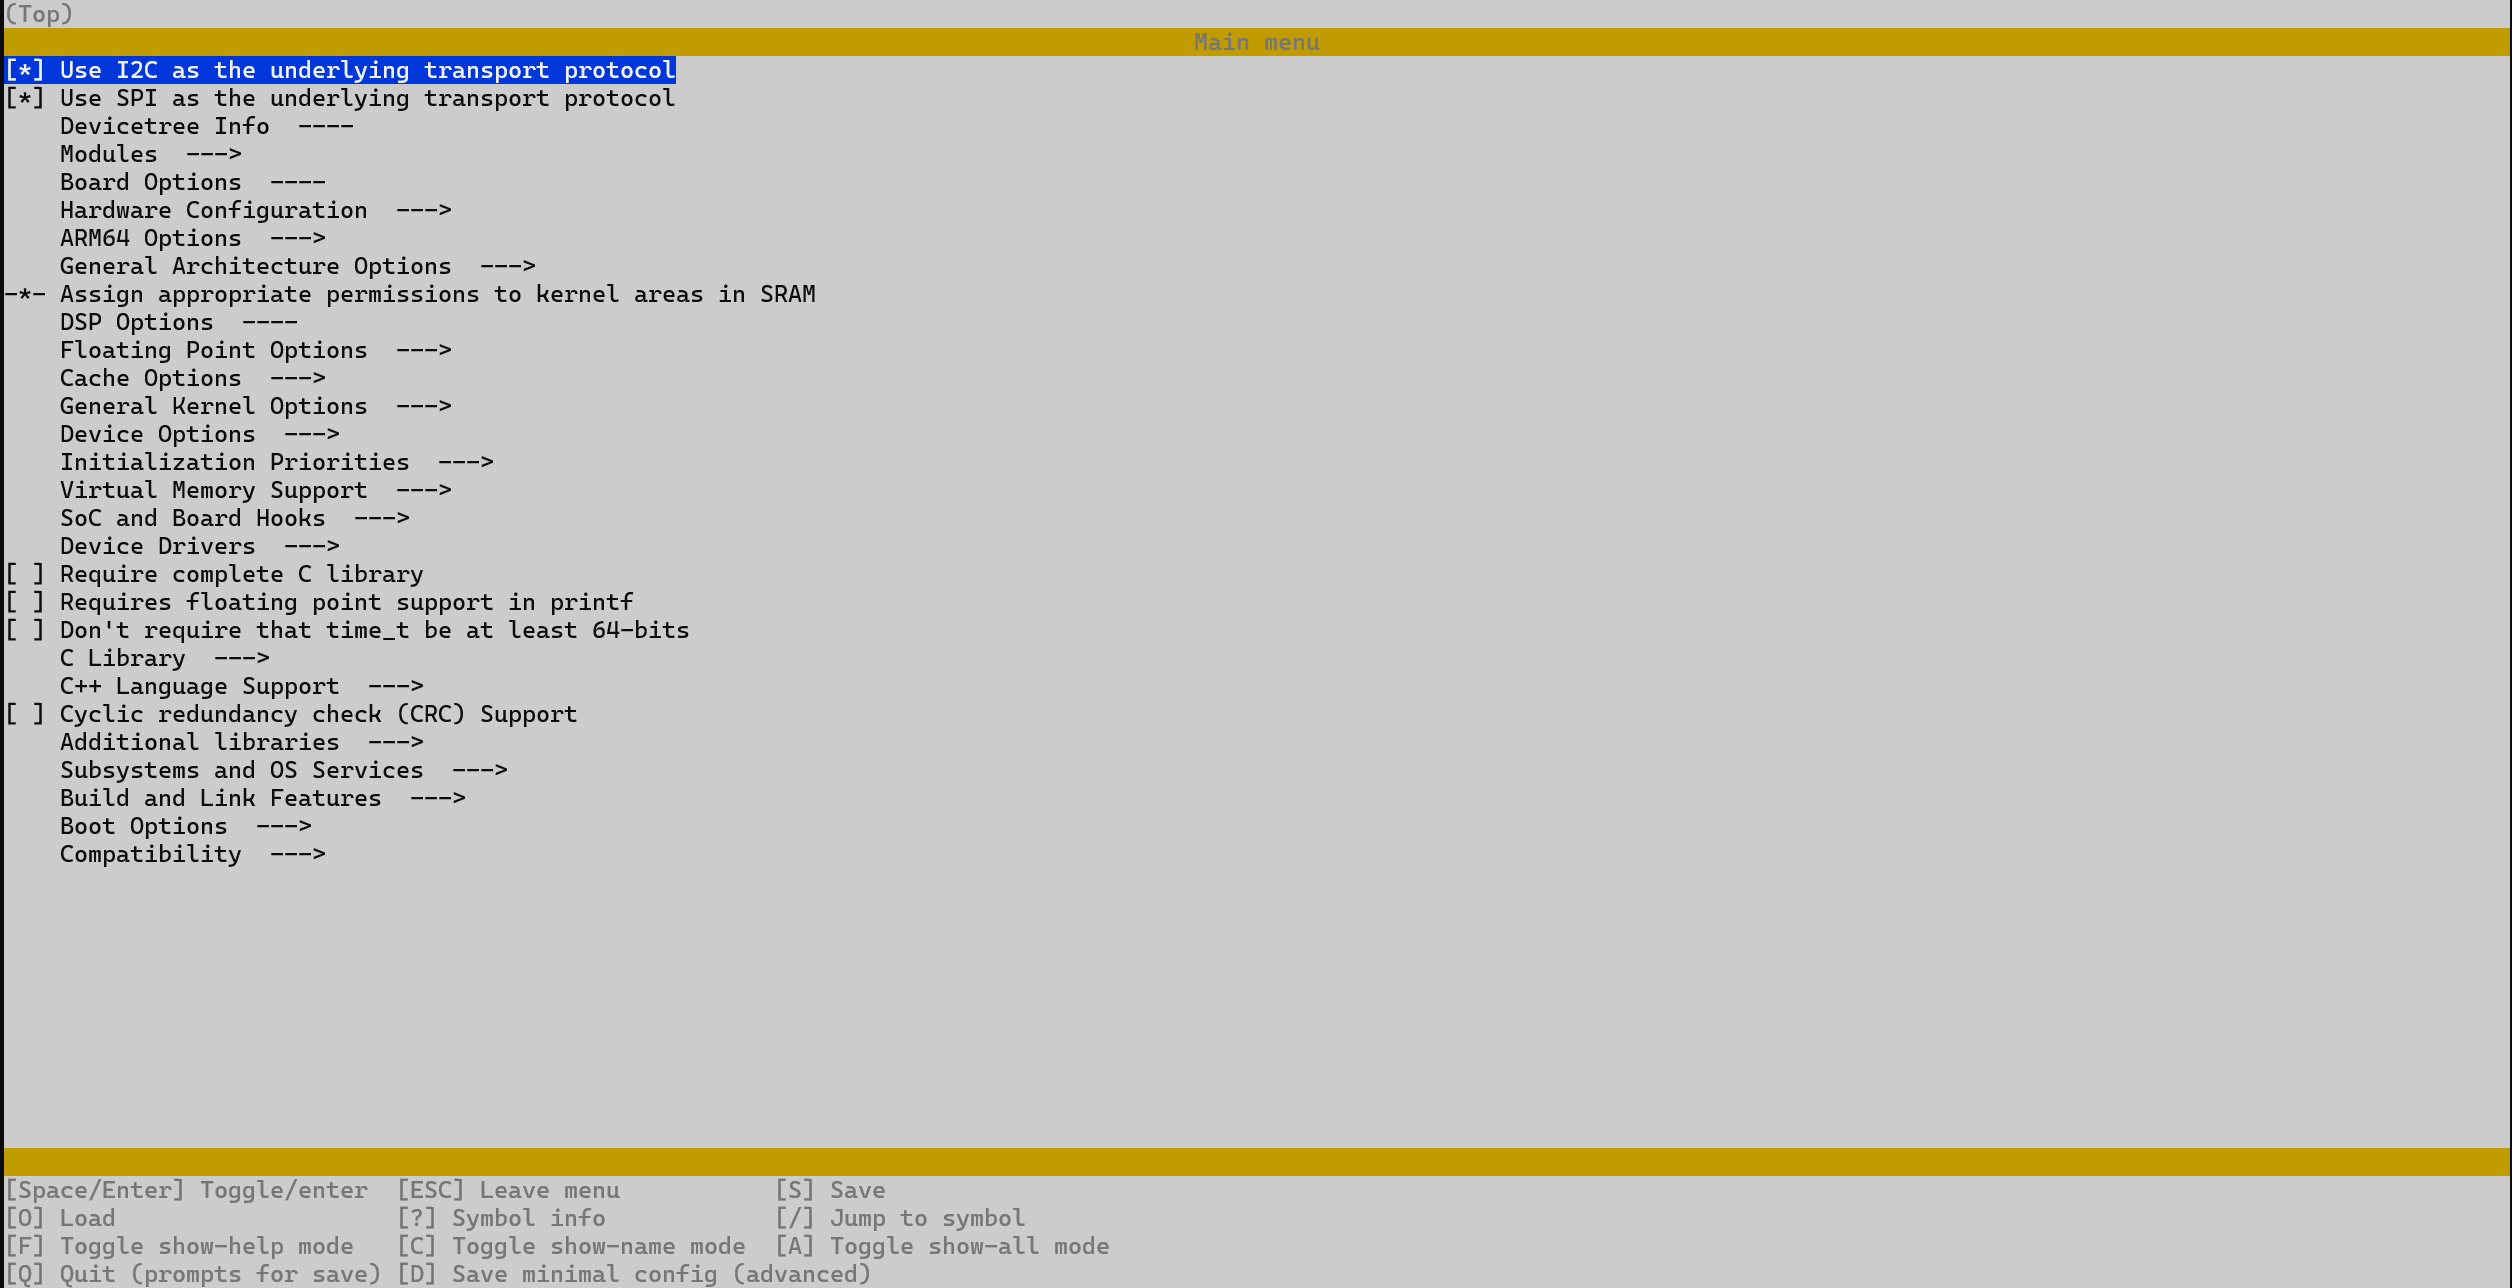 (Top)
Main menu
[*] Use I2C as the underlying transport protocol
[*] Use SPI as the underlying transport protocol
    Devicetree Info  ----
    Modules  --->
    Board Options  ----
    Hardware Configuration  --->
    ARM64 Options  --->
    General Architecture Options  --->
-*- Assign appropriate permissions to kernel areas in SRAM
    DSP Options  ----
    Floating Point Options  --->
    Cache Options  --->
    General Kernel Options  --->
    Device Options  --->
    Initialization Priorities  --->
    Virtual Memory Support  --->
    SoC and Board Hooks  --->
    Device Drivers  --->
[ ] Require complete C library
[ ] Requires floating point support in printf
[ ] Don't require that time_t be at least 64-bits
    C Library  --->
    C++ Language Support  --->
[ ] Cyclic redundancy check (CRC) Support
    Additional libraries  --->
    Subsystems and OS Services  --->
    Build and Link Features  --->
    Boot Options  --->
    Compatibility  --->
[Space/Enter] Toggle/enter  [ESC] Leave menu           [S] Save
[O] Load                    [?] Symbol info            [/] Jump to symbol
[F] Toggle show-help mode   [C] Toggle show-name mode  [A] Toggle show-all mode
[Q] Quit (prompts for save) [D] Save minimal config (advanced)